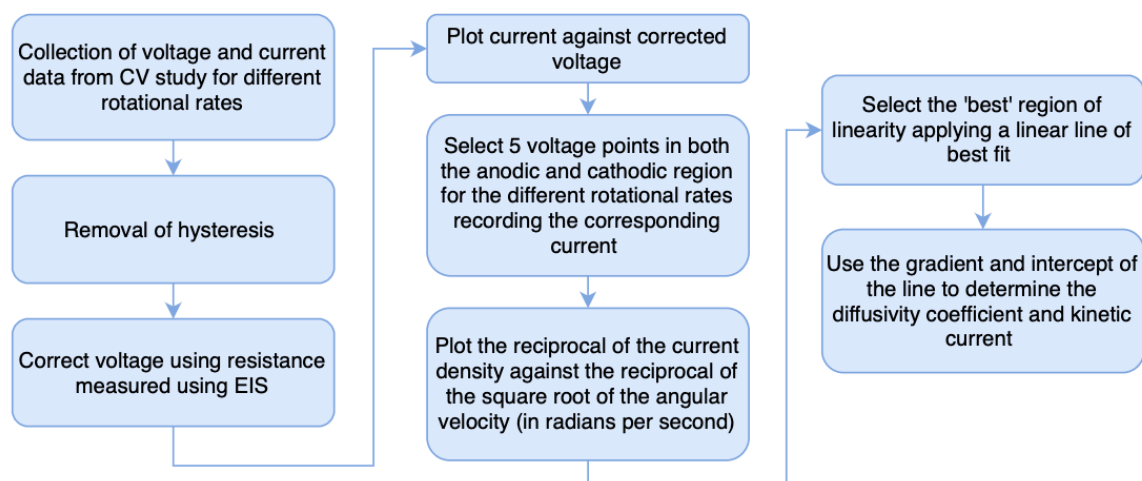 Collection of voltage and current
data from CV study for different
rotational rates
Removal of hysteresis
Correct voltage using resistance
measured using EIS
Plot current against corrected
voltage
Select 5 voltage points in both
the anodic and cathodic region
for the different rotational rates
recording the corresponding
current
Plot the reciprocal of the current
density against the reciprocal of
the square root of the angular
velocity (in radians per second)
Select the 'best' region of
linearity applying a linear line of
best fit
Use the gradient and intercept of
the line to determine the
diffusivity coefficient and kinetic
current